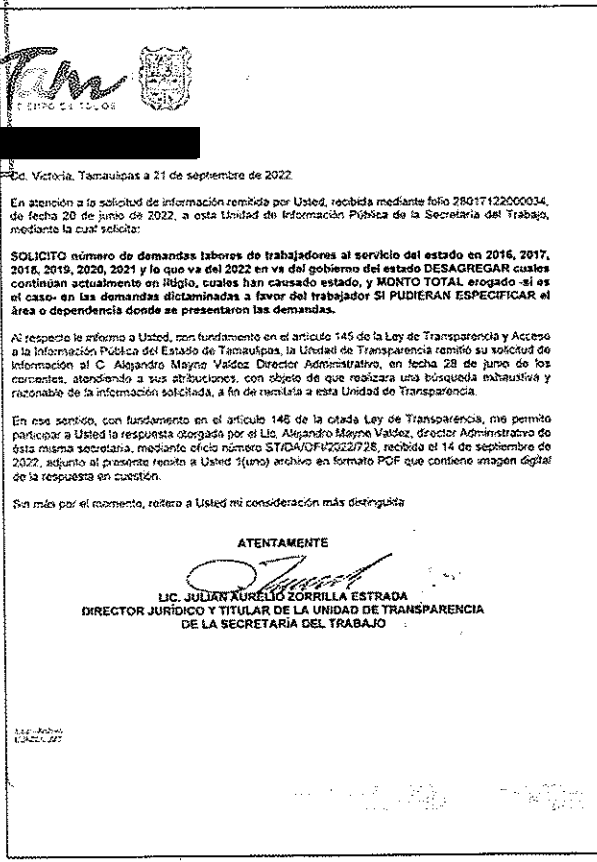 Tam
TIEMPO DE TODOS
Cd. Victoria, Tamaulipas a 21 de septiembre de 2022
En atención a la solicitud de información remitida por Usted, recibida mediante folio 280171220000034,
de fecha 20 de junio de 2022, a esta Unidad de Información Pública de la Secretaría del Trabajo,
mediante la cual solicita:
SOLICITO número de demandas labores de trabajadores al servicio del estado en 2016, 2017,
2018, 2019, 2020, 2021 y lo que va del 2022 en vs del gobierno del estado DESAGREGAR cuales
continúan actualmente en litigio, cuales han causado estado, y MONTO TOTAL erogado -si es
el caso- en las demandas dictaminadas a favor del trabajador SI PUDIERAN ESPECIFICAR el
área o dependencia donde se presentaron las demandas.
Al respecto le informo a Usted, con fundamento en el artículo 145 de la Ley de Transparencia y Acceso
a la Información Pública del Estado de Tamaulipas, la Unidad de Transparencia remitió su solicitud de
información al C. Alejandro Mayne Valdez Director Administrativo, en fecha 28 de junio de los
corrientes, atendiendo a sus atribuciones, con objeto de que realizara una búsqueda exhaustiva y
razonable de la información solicitada, a fin de remitirla a esta Unidad de Transparencia.
En ese sentido, con fundamento en el artículo 146 de la citada Ley de Transparencia, me permito
participar a Usted la respuesta otorgada por el Lic. Alejandro Mayne Valdez, director Administrativo de
ésta misma secretaría, mediante oficio número ST/DA/OFI/2022/728, recibida el 14 de septiembre de
2022, adjunto al presente remito a Usted 1(uno) archivo en formato PDF que contiene imagen digital
de la respuesta en cuestión.
Sin más por el momento, reitero a Usted mi consideración más distinguida
ATENTAMENTE
LIC. JULIAN AURELIO ZORRILLA ESTRADA
DIRECTOR JURÍDICO Y TITULAR DE LA UNIDAD DE TRANSPARENCIA
DE LA SECRETARÍA DEL TRABAJO